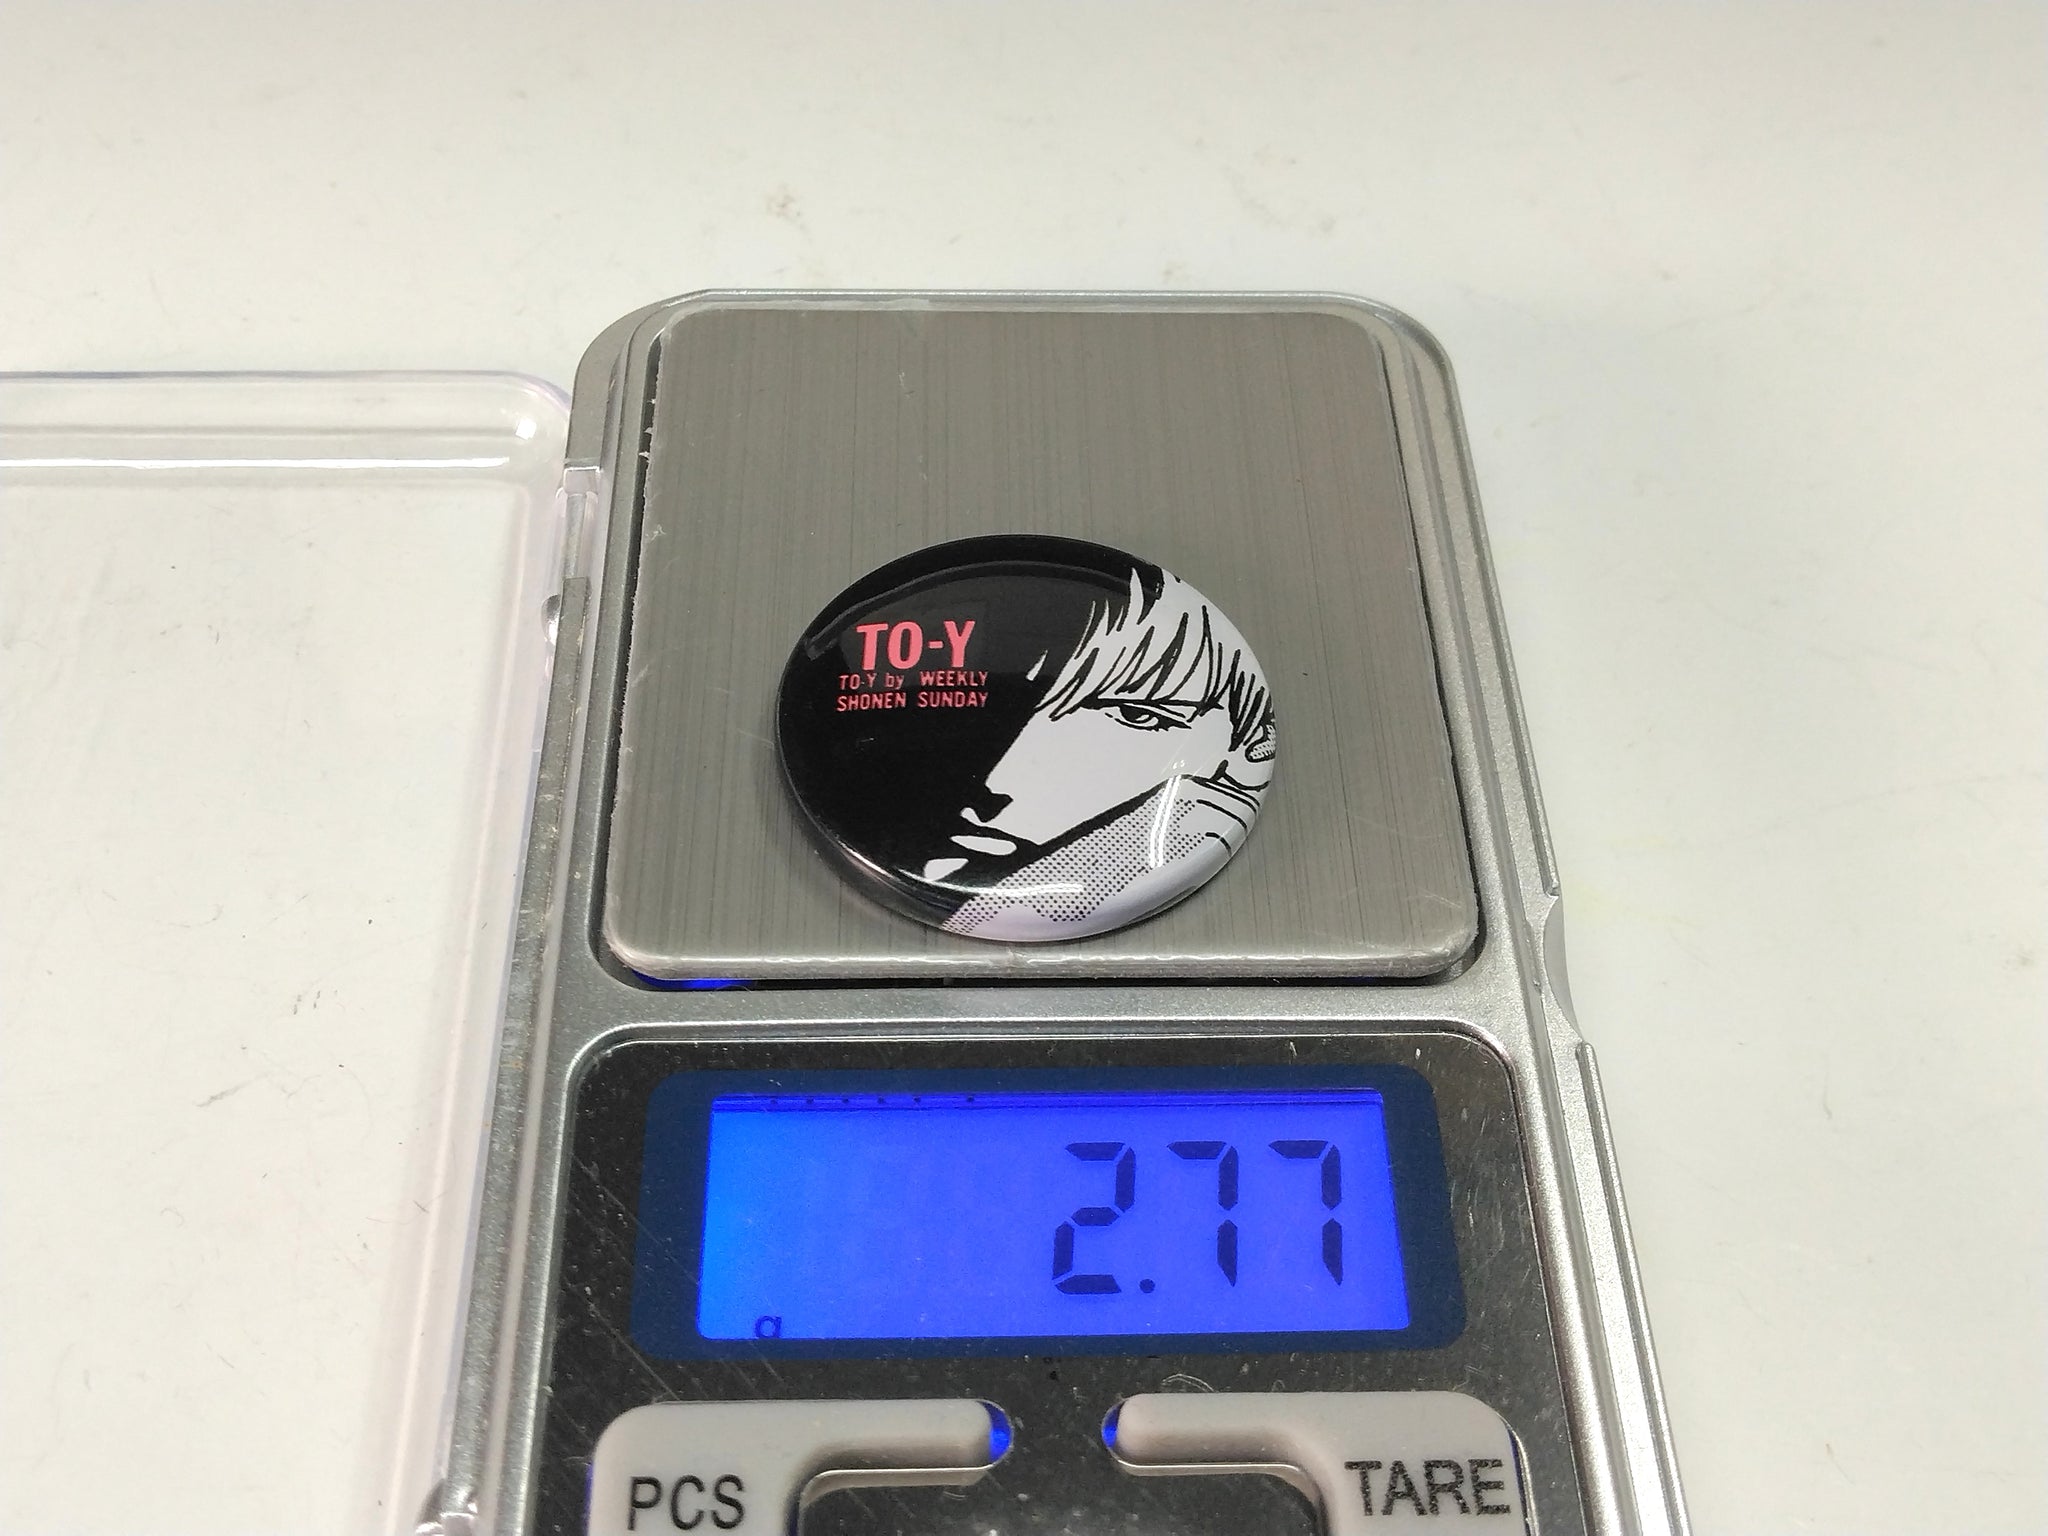 TO-Y
TO-Y by WEEKLY
SHONEN SUNDAY
2.77
g
PCS
TARE